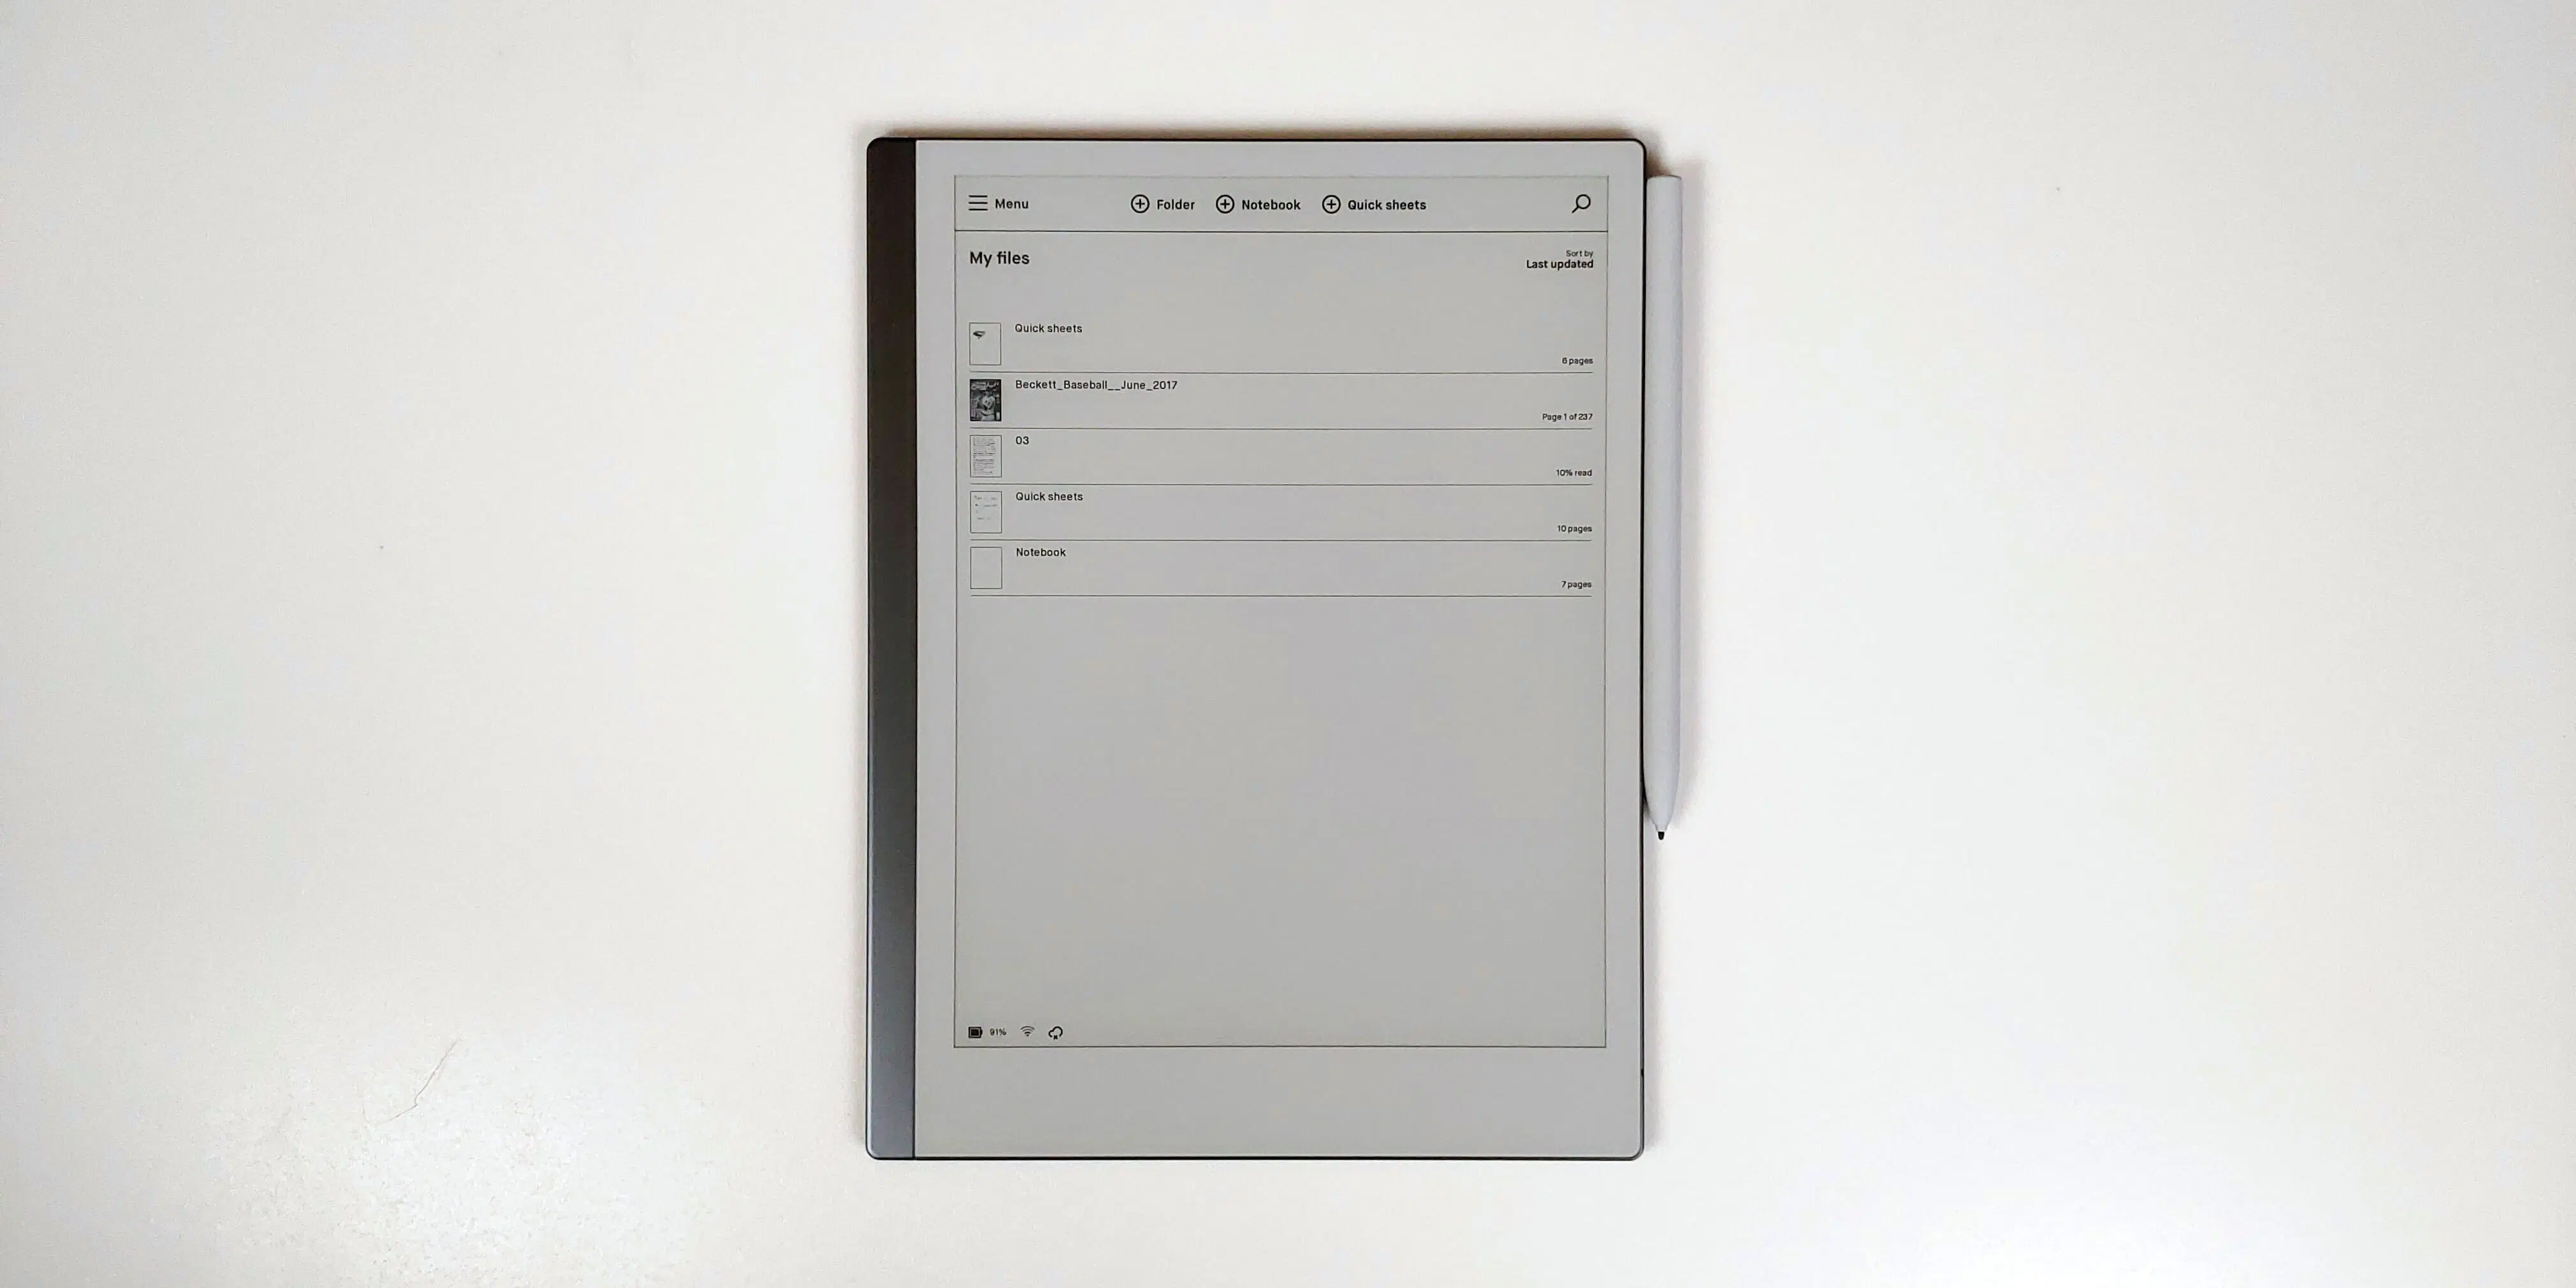 Menu
Folder
Notebook
Quick sheets
My files
Sort by
Last updated
Quick sheets
6 pages
Beckett_Baseball__June_2017
Page 1 of 237
03
10% read
Quick sheets
10 pages
Notebook
7 pages
91%